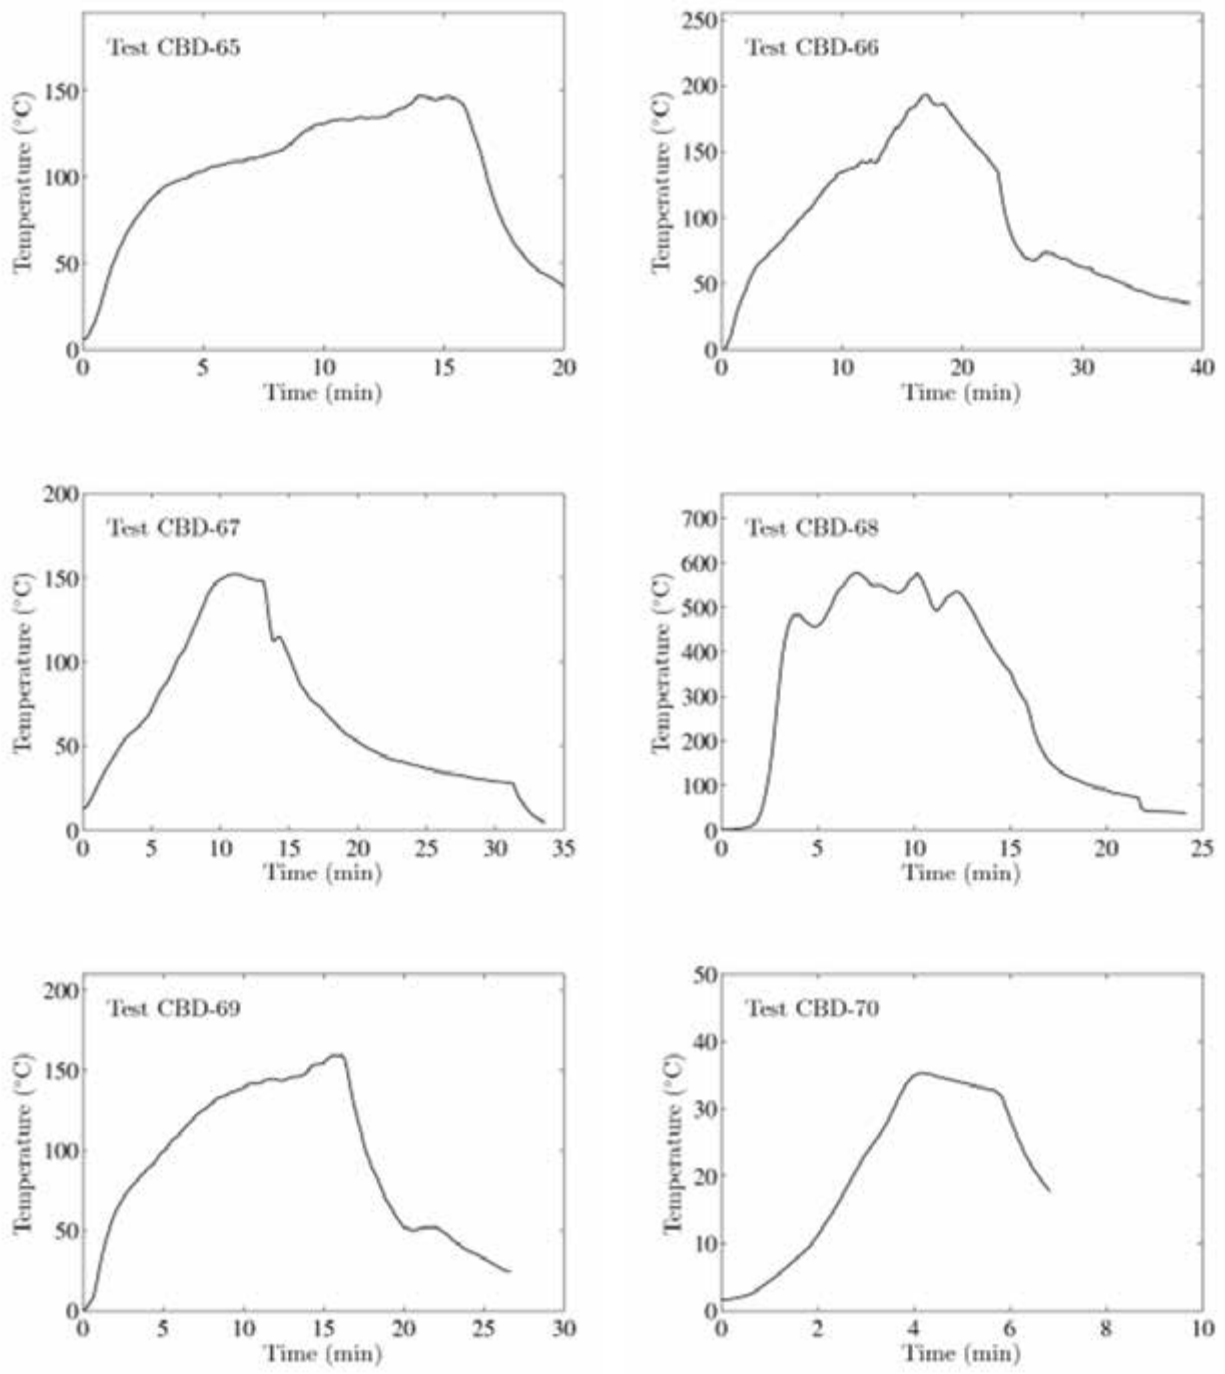 Test CBD-65
Temperature (°C)
150
100
50
0
0 5 10 15 20
Time (min)
Test CBD-66
Temperature (°C)
250
200
150
100
50
0
0 10 20 30 40
Time (min)
Test CBD-67
Temperature (°C)
200
150
100
50
0
0 5 10 15 20 25 30 35
Time (min)
Test CBD-68
Temperature (°C)
700
600
500
400
300
200
100
0
0 5 10 15 20 25
Time (min)
Test CBD-69
Temperature (°C)
200
150
100
50
0
0 5 10 15 20 25 30
Time (min)
Test CBD-70
Temperature (°C)
50
40
30
20
10
0
0 2 4 6 8 10
Time (min)